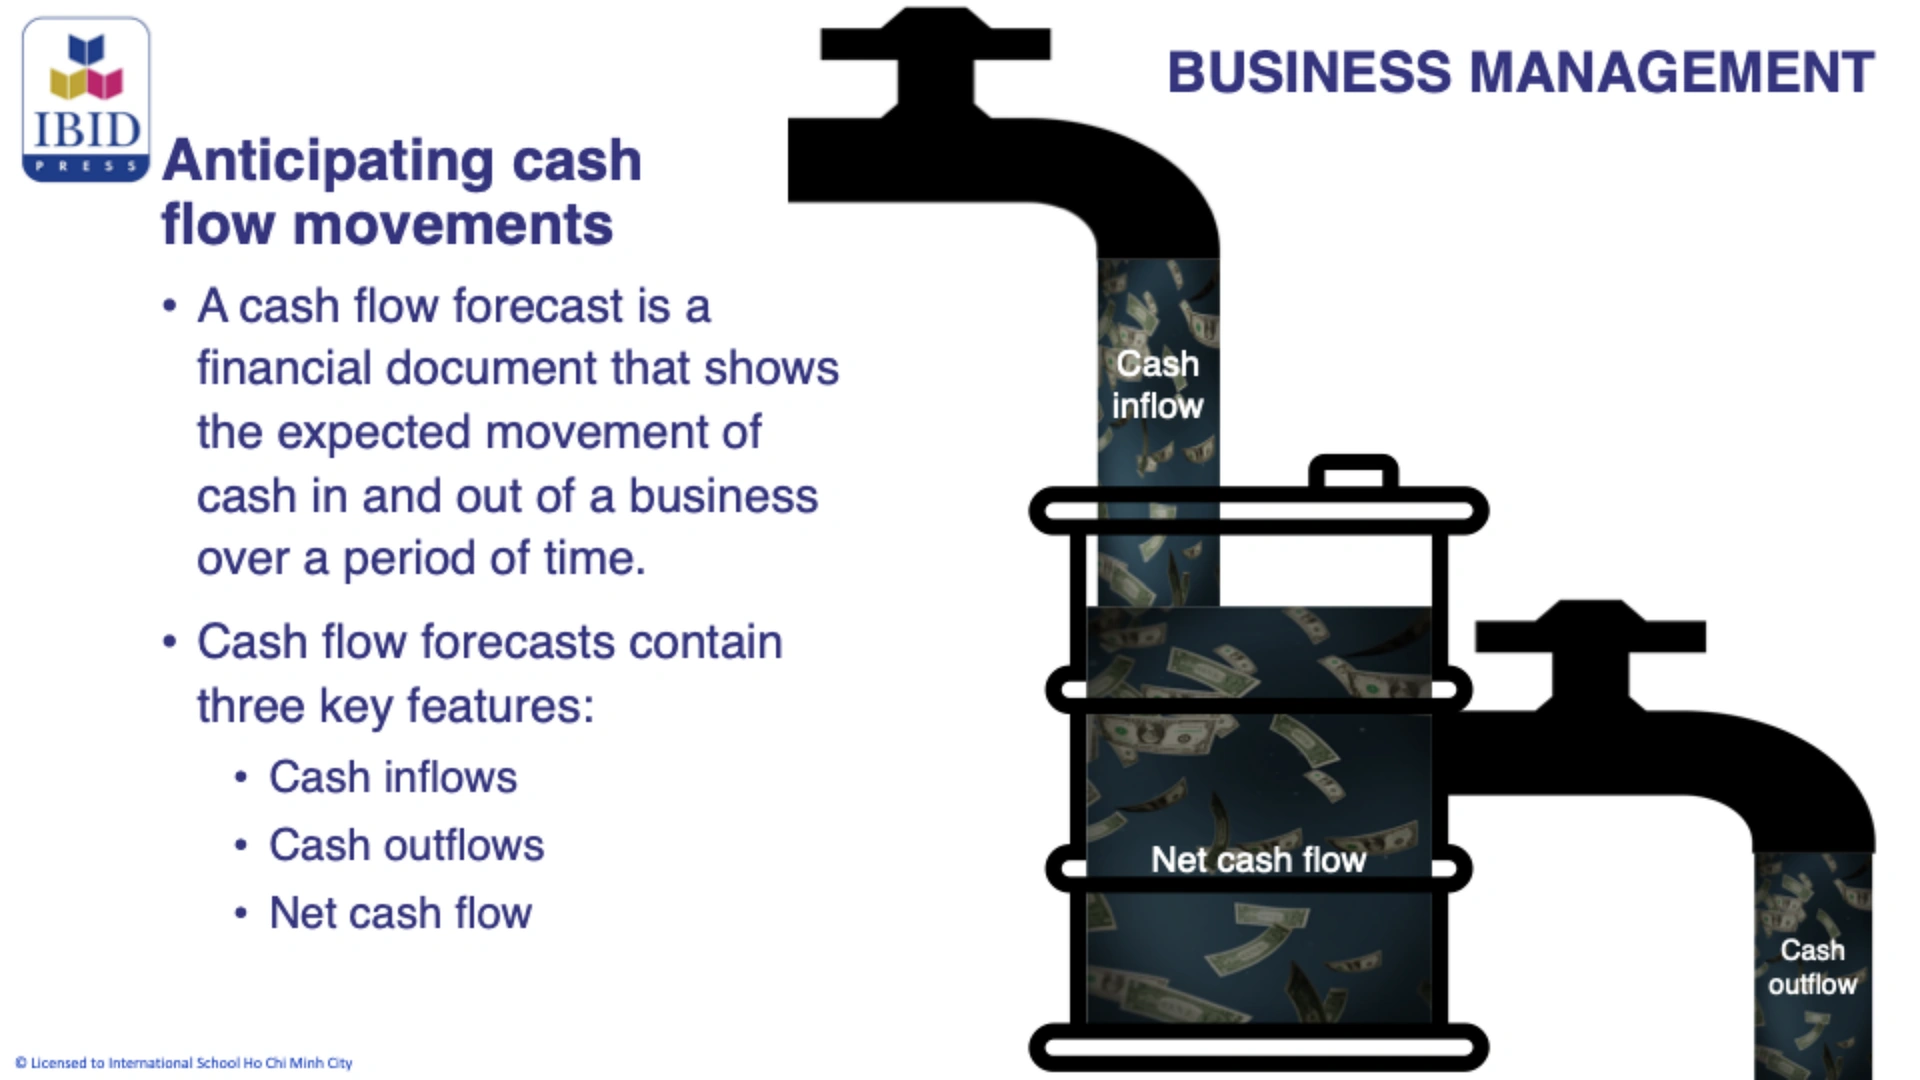 IBID
PRESS
BUSINESS MANAGEMENT
Anticipating cash
flow movements
• A cash flow forecast is a
financial document that shows
the expected movement of
cash in and out of a business
over a period of time.
• Cash flow forecasts contain
three key features:
• Cash inflows
• Cash outflows
• Net cash flow
Cash
inflow
Net cash flow
Cash
outflow
© Licensed to International School Ho Chi Minh City